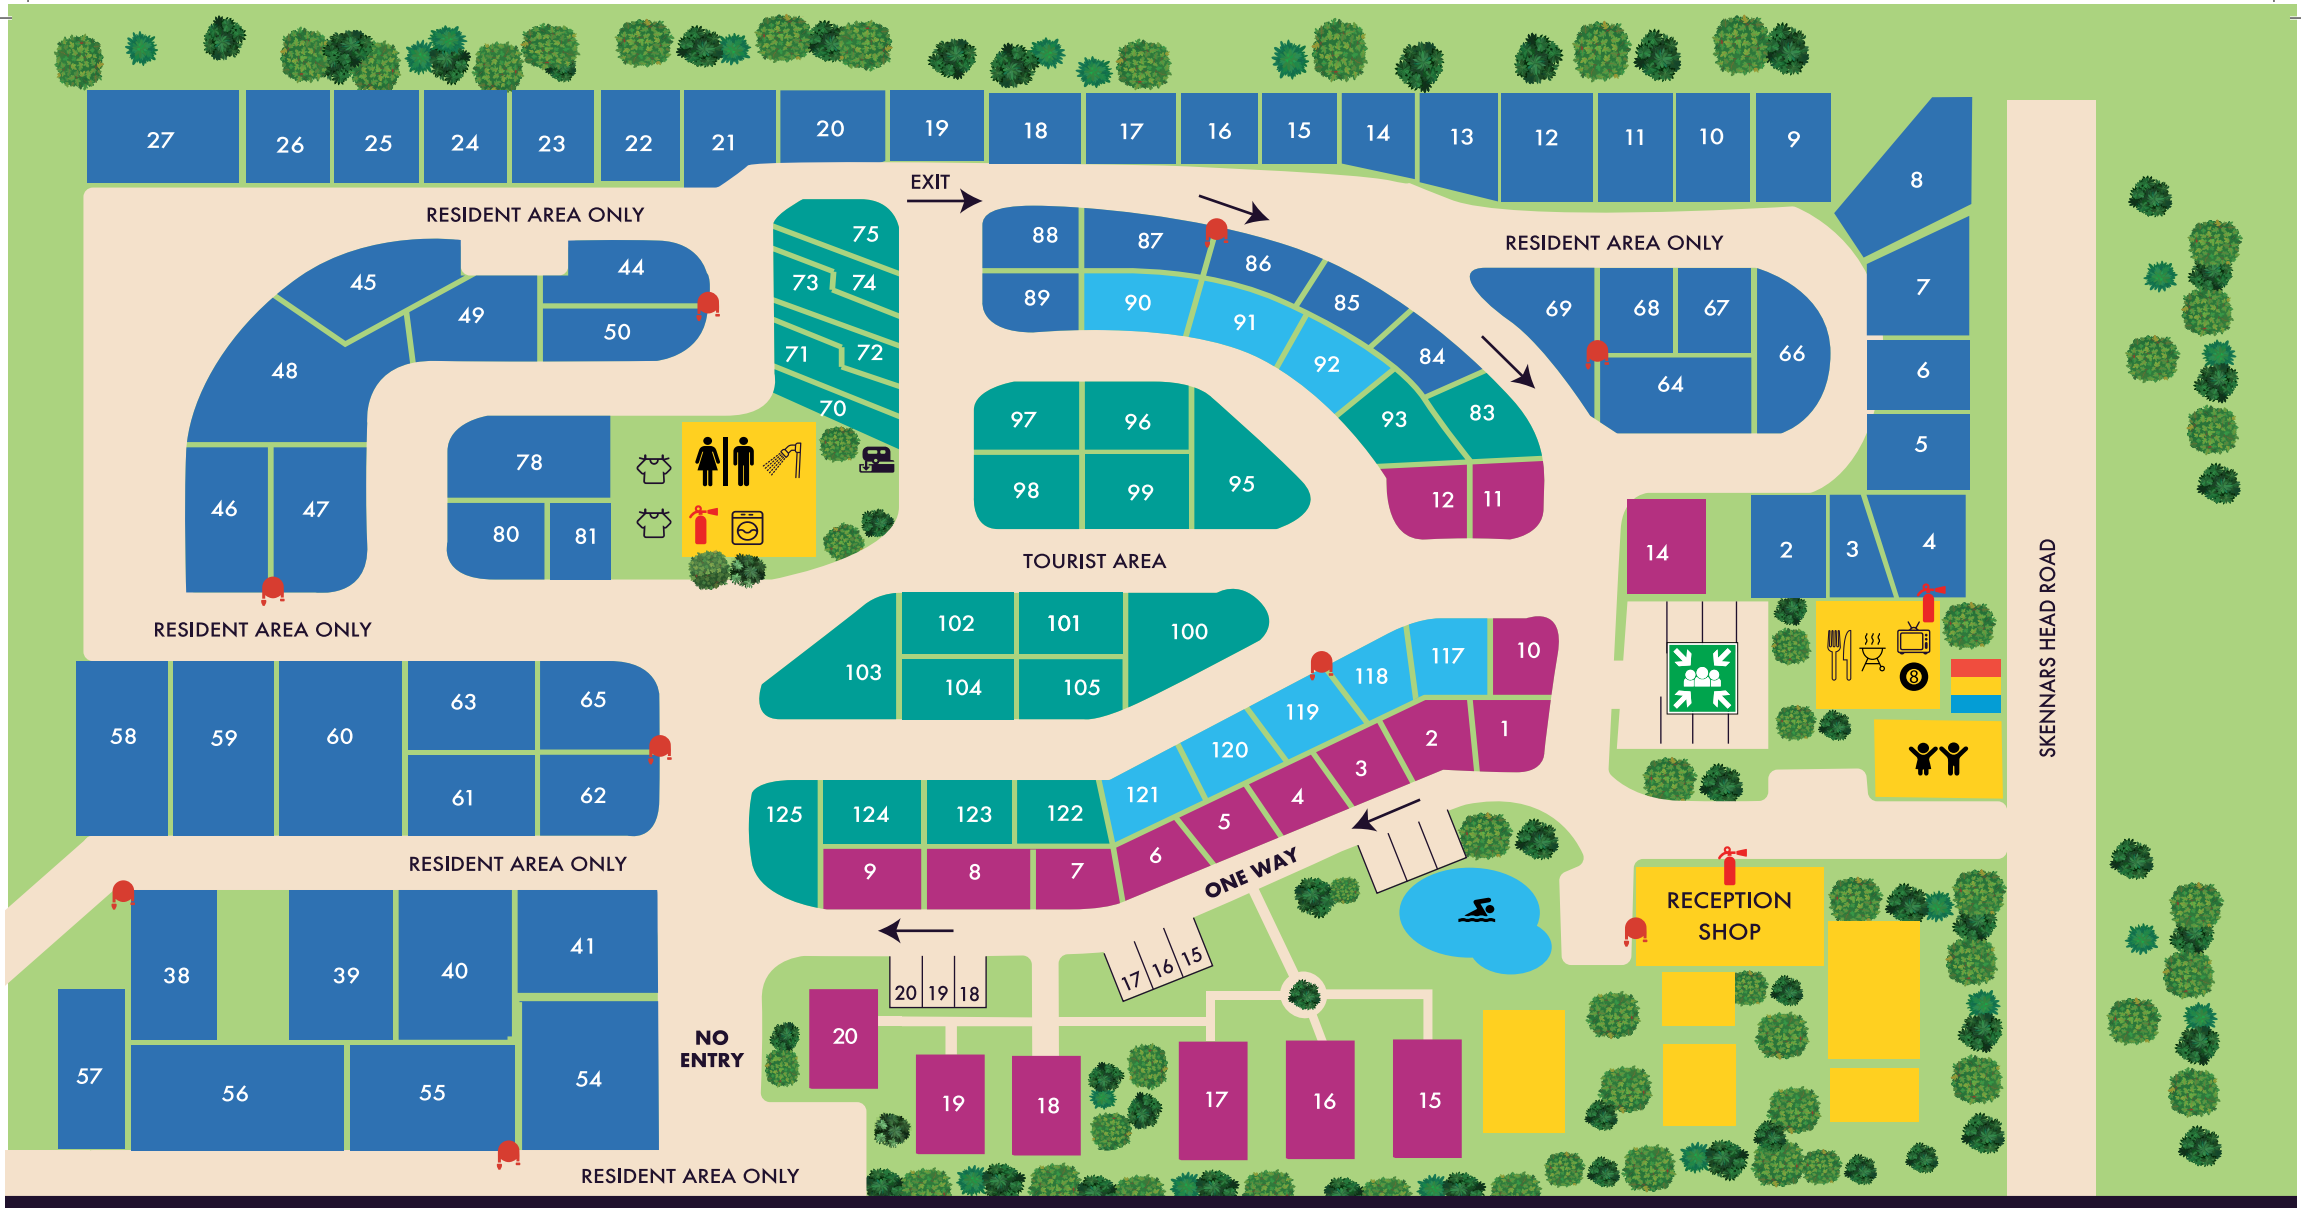 27 26 25 24 23 22 21 20 19 18 17 16 15 14 13 12 11 10 9
8
EXIT
RESIDENT AREA ONLY
75
88 87
RESIDENT AREA ONLY
45 44
73 74
86
89 90 85
7
49 50
91
69 68 67
71 72
92 84
66
48
6
64
70
97 96
93 83
5
78
98 99 95
12 11
46 47
80 81
14
2 3 4
TOURIST AREA
SKENNARS HEAD ROAD
RESIDENT AREA ONLY
102 101 100
103
104 105
118 117 10
8
58 59 60 63 65
119
120
2 1
3
61 62
121
4
125 124 123 122
5
RESIDENT AREA ONLY
9 8 7 6
ONE WAY
RECEPTION
SHOP
38 39 40 41
17 16 15
20 19 18
NO
ENTRY
20
57 56 55 54
19 18 17 16 15
RESIDENT AREA ONLY